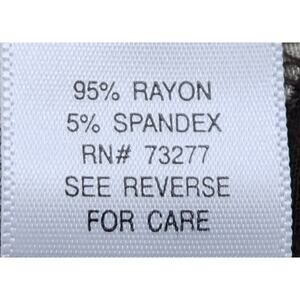 95% RAYON
5% SPANDEX
RN# 73277
SEE REVERSE
FOR CARE